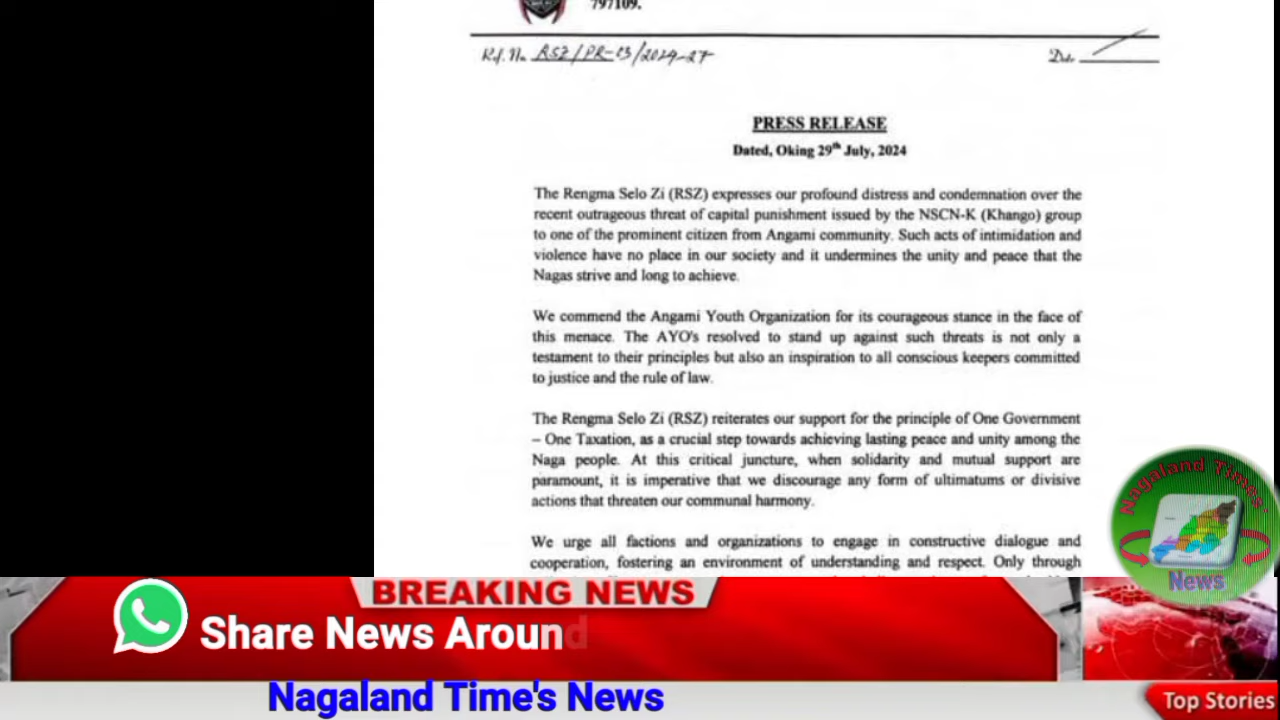 797109.
Ref. No. RSZ/PR-13/2024-27
Date
PRESS RELEASE
Dated, Oking 29th July, 2024
The Rengma Selo Zi (RSZ) expresses our profound distress and condemnation over the
recent outrageous threat of capital punishment issued by the NSCN-K (Khango) group
to one of the prominent citizen from Angami community. Such acts of intimidation and
violence have no place in our society and it undermines the unity and peace that the
Nagas strive and long to achieve.
We commend the Angami Youth Organization for its courageous stance in the face of
this menace. The AYO's resolved to stand up against such threats is not only a
testament to their principles but also an inspiration to all conscious keepers committed
to justice and the rule of law.
The Rengma Selo Zi (RSZ) reiterates our support for the principle of One Government
– One Taxation, as a crucial step towards achieving lasting peace and unity among the
Naga people. At this critical juncture, when solidarity and mutual support are
paramount, it is imperative that we discourage any form of ultimatums or divisive
actions that threaten our communal harmony.
We urge all factions and organizations to engage in constructive dialogue and
cooperation, fostering an environment of understanding and respect. Only through
Nagaland Times
News
BREAKING NEWS
Share News Around
Nagaland Time's News
Top Stories